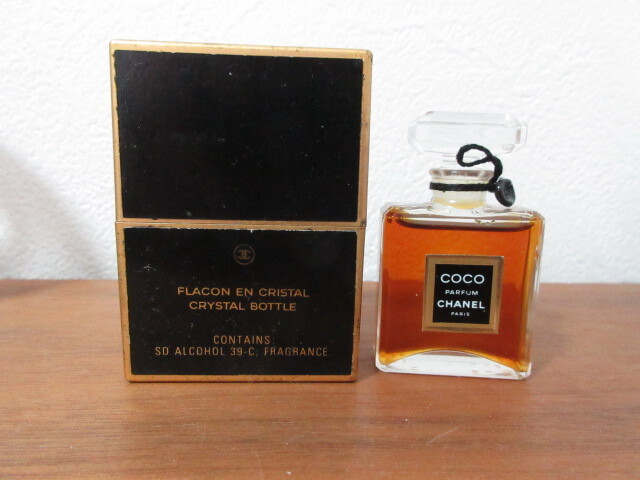 FLACON EN CRISTAL
CRYSTAL BOTTLE
CONTAINS:
SD ALCOHOL 39-C, FRAGRANCE
COCO
PARFUM
CHANEL
PARIS